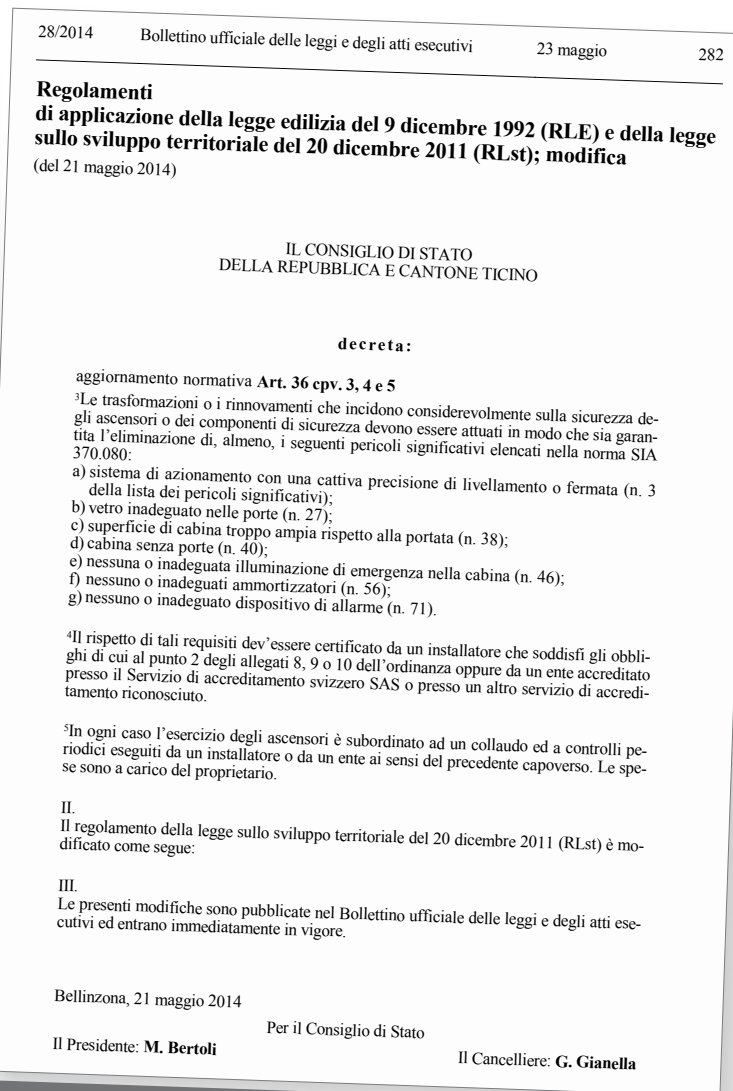 28/2014 Bollettino ufficiale delle leggi e degli atti esecutivi 23 maggio 282
Regolamenti
di applicazione della legge edilizia del 9 dicembre 1992 (RLE) e della legge
sullo sviluppo territoriale del 20 dicembre 2011 (RLst); modifica
(del 21 maggio 2014)
IL CONSIGLIO DI STATO
DELLA REPUBBLICA E CANTONE TICINO
decreta:
aggiornamento normativa Art. 36 cpv. 3, 4 e 5
³Le trasformazioni o i rinnovamenti che incidono considerevolmente sulla sicurezza de-
gli ascensori o dei componenti di sicurezza devono essere attuati in modo che sia garan-
tita l'eliminazione di, almeno, i seguenti pericoli significativi elencati nella norma SIA
370.080:
a) sistema di azionamento con una cattiva precisione di livellamento o fermata (n. 3
della lista dei pericoli significativi);
b) vetro inadeguato nelle porte (n. 27);
c) superficie di cabina troppo ampia rispetto alla portata (n. 38);
d) cabina senza porte (n. 40);
e) nessuna o inadeguata illuminazione di emergenza nella cabina (n. 46);
f) nessuno o inadeguati ammortizzatori (n. 56);
g) nessuno o inadeguato dispositivo di allarme (n. 71).
⁴Il rispetto di tali requisiti dev'essere certificato da un installatore che soddisfi gli obbli-
ghi di cui al punto 2 degli allegati 8, 9 o 10 dell'ordinanza oppure da un ente accreditato
presso il Servizio di accreditamento svizzero SAS o presso un altro servizio di accredi-
tamento riconosciuto.
⁵In ogni caso l'esercizio degli ascensori è subordinato ad un collaudo ed a controlli pe-
riodici eseguiti da un installatore o da un ente ai sensi del precedente capoverso. Le spe-
se sono a carico del proprietario.
II.
Il regolamento della legge sullo sviluppo territoriale del 20 dicembre 2011 (RLst) è mo-
dificato come segue:
III.
Le presenti modifiche sono pubblicate nel Bollettino ufficiale delle leggi e degli atti ese-
cutivi ed entrano immediatamente in vigore.
Bellinzona, 21 maggio 2014
Per il Consiglio di Stato
Il Presidente: M. Bertoli Il Cancelliere: G. Gianella